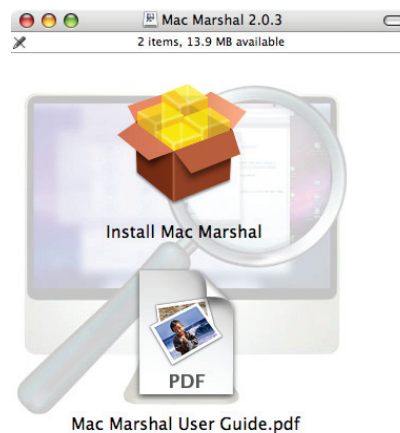 Mac Marshal 2.0.3
2 items, 13.9 MB available
Install Mac Marshal
PDF
Mac Marshal User Guide.pdf